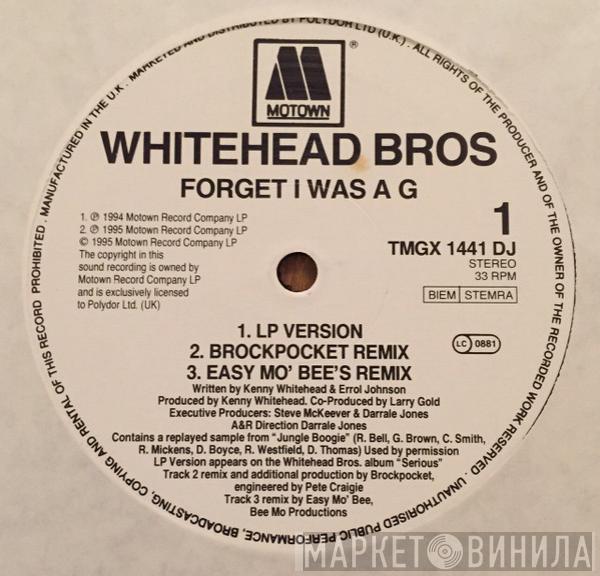 MANUFACTURED IN THE U.K. MARKETED AND DISTRIBUTED BY POLYDOR LTD (U.K.) . ALL RIGHTS OF THE PRODUCER AND OF THE OWNER OF THE RECORDED WORK RESERVED . UNAUTHORISED PUBLIC PERFORMANCE, BROADCASTING, COPYING AND RENTAL OF THIS RECORD PROHIBITED .
M
®
MOTOWN
WHITEHEAD BROS
FORGET I WAS A G
1. ℗ 1994 Motown Record Company LP
2. ℗ 1995 Motown Record Company LP
© 1995 Motown Record Company LP
The copyright in this
sound recording is owned by
Motown Record Company LP
and is exclusively licensed
to Polydor Ltd. (UK)
1
TMGX 1441 DJ
STEREO
33 RPM
BIEM STEMRA
LC 0881
1. LP VERSION
2. BROCKPOCKET REMIX
3. EASY MO' BEE'S REMIX
Written by Kenny Whitehead & Errol Johnson
Produced by Kenny Whitehead. Co-Produced by Larry Gold
Executive Producers: Steve McKeever & Darrale Jones
A&R Direction Darrale Jones
Contains a replayed sample from "Jungle Boogie" (R. Bell, G. Brown, C. Smith,
R. Mickens, D. Boyce, R. Westfield, D. Thomas) Used by permission
LP Version appears on the Whitehead Bros. album "Serious"
Track 2 remix and additional production by Brockpocket,
engineered by Pete Craigie
Track 3 remix by Easy Mo' Bee,
Bee Mo Productions
МАРКЕТ ВИНИЛА